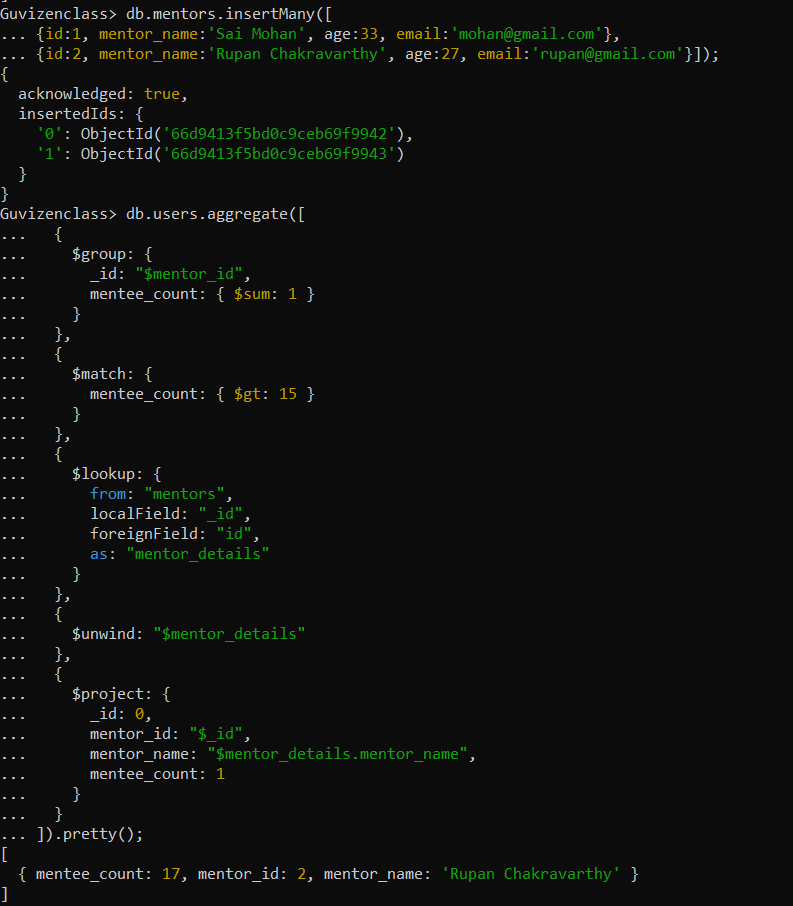 Guvizenclass> db.mentors.insertMany([
... {id:1, mentor_name:'Sai Mohan', age:33, email:'mohan@gmail.com'},
... {id:2, mentor_name:'Rupan Chakravarthy', age:27, email:'rupan@gmail.com'}]);
{
  acknowledged: true,
  insertedIds: {
    '0': ObjectId('66d9413f5bd0c9ceb69f9942'),
    '1': ObjectId('66d9413f5bd0c9ceb69f9943')
  }
}
Guvizenclass> db.users.aggregate([
...   {
...     $group: {
...       _id: "$mentor_id",
...       mentee_count: { $sum: 1 }
...     }
...   },
...   {
...     $match: {
...       mentee_count: { $gt: 15 }
...     }
...   },
...   {
...     $lookup: {
...       from: "mentors",
...       localField: "_id",
...       foreignField: "id",
...       as: "mentor_details"
...     }
...   },
...   {
...     $unwind: "$mentor_details"
...   },
...   {
...     $project: {
...       _id: 0,
...       mentor_id: "$_id",
...       mentor_name: "$mentor_details.mentor_name",
...       mentee_count: 1
...     }
...   }
... ]).pretty();
[
  { mentee_count: 17, mentor_id: 2, mentor_name: 'Rupan Chakravarthy' }
]